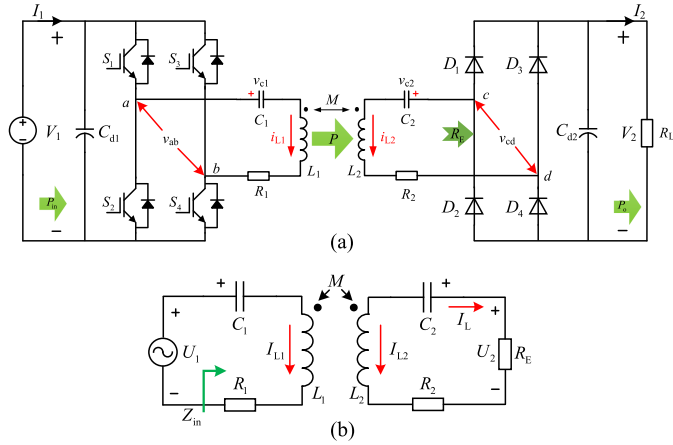 I1 I2
S1 S3 D1 D3
vc1 vc2
+ + + + + +
a M c
C1 C2
V1 Cd1 vab iL1 P iL2 RE vcd Cd2 V2 RL
b L1 L2 d
R1 R2
Pin S2 S4 D2 D4 Po
− − − −
(a)
M
+ + + +
C1 C2 IL
U1 IL1 IL2 U2 RE
− R1 R2 −
Zin L1 L2
(b)